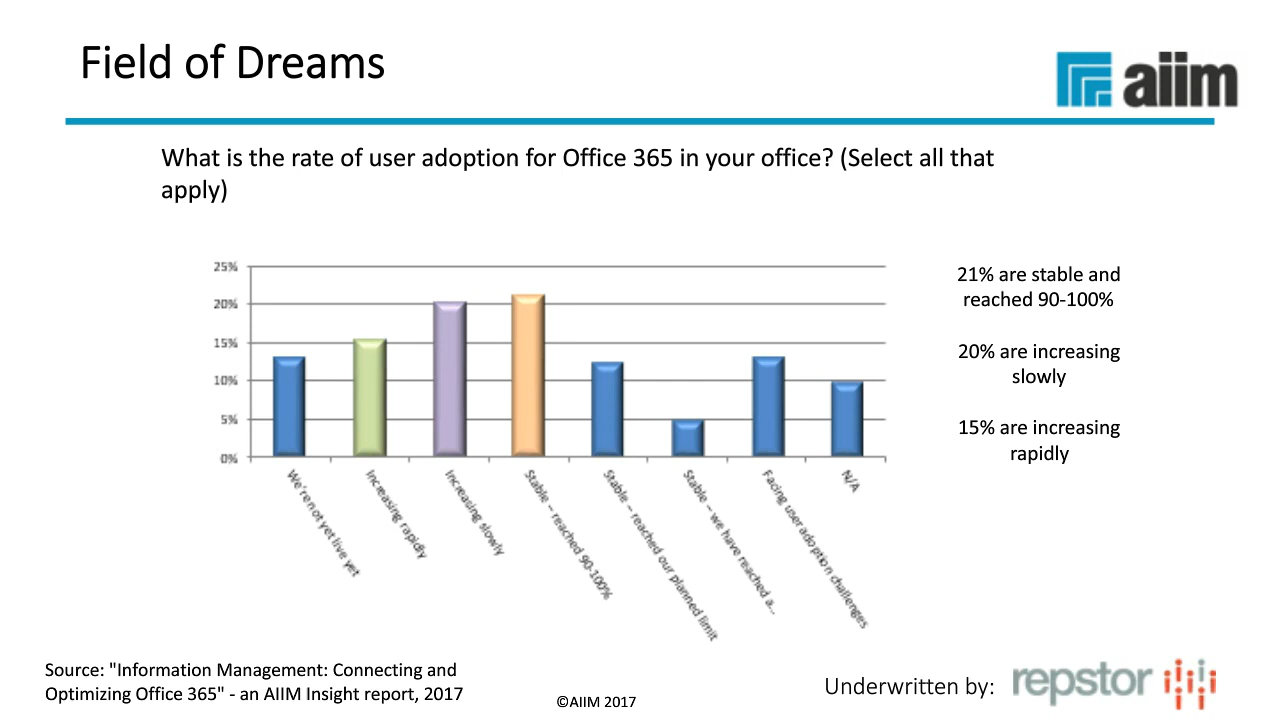 Field of Dreams
aiim
What is the rate of user adoption for Office 365 in your office? (Select all that
apply)
25%
20%
15%
10%
5%
0%
We're not yet live yet
Increasing rapidly
Increasing slowly
Stable – reached 90-100%
Stable – reached our planned limit
Stable – we have reached a...
Facing user adoption challenges
N/A
21% are stable and
reached 90-100%
20% are increasing
slowly
15% are increasing
rapidly
Source: "Information Management: Connecting and
Optimizing Office 365" - an AIIM Insight report, 2017
©AIIM 2017
Underwritten by:
repstor